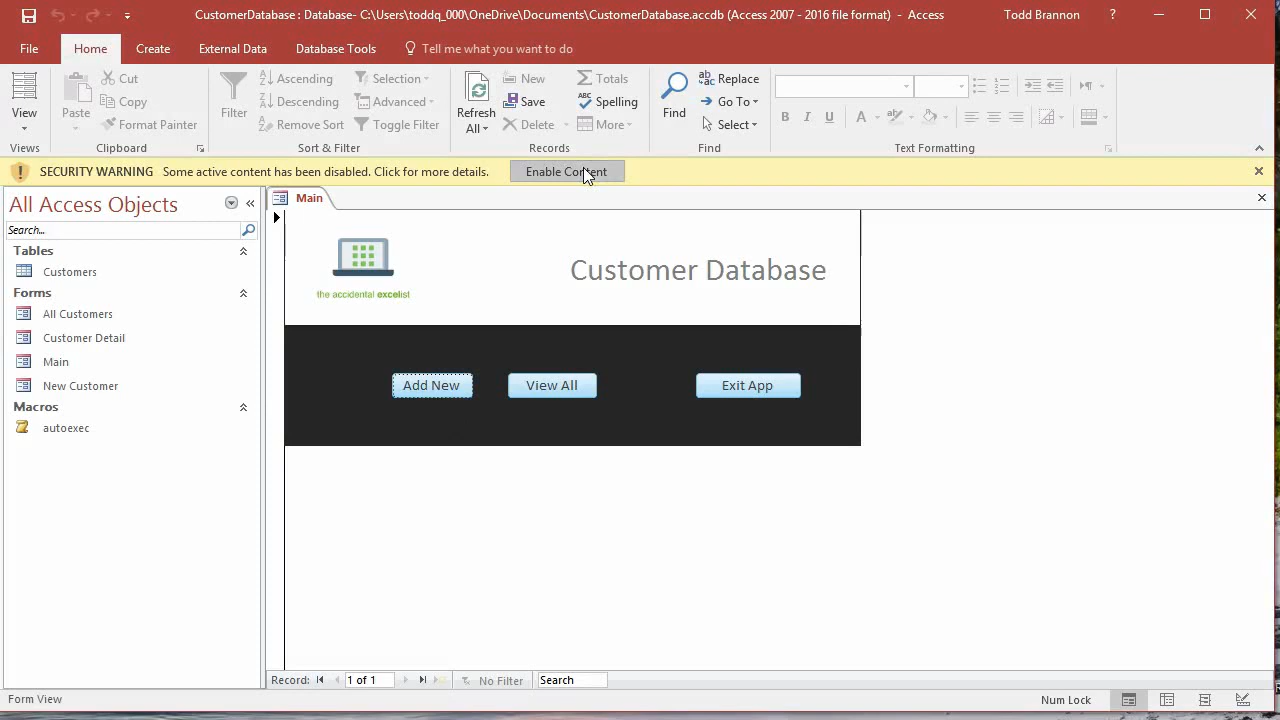 CustomerDatabase : Database- C:\Users\toddq_000\OneDrive\Documents\CustomerDatabase.accdb (Access 2007 - 2016 file format) - Access
Todd Brannon
?
File
Home
Create
External Data
Database Tools
Tell me what you want to do
View
Views
Paste
Cut
Copy
Format Painter
Clipboard
Filter
Ascending
Descending
Remove Sort
Selection
Advanced
Toggle Filter
Sort & Filter
Refresh
All
New
Save
Delete
Totals
Spelling
More
Records
Find
Replace
Go To
Select
Find
B I U
A
Text Formatting
SECURITY WARNING Some active content has been disabled. Click for more details.
Enable Content
All Access Objects
Search...
Tables
Customers
Forms
All Customers
Customer Detail
Main
New Customer
Macros
autoexec
Main
the accidental excelist
Customer Database
Add New
View All
Exit App
Record:
1 of 1
No Filter
Search
Form View
Num Lock